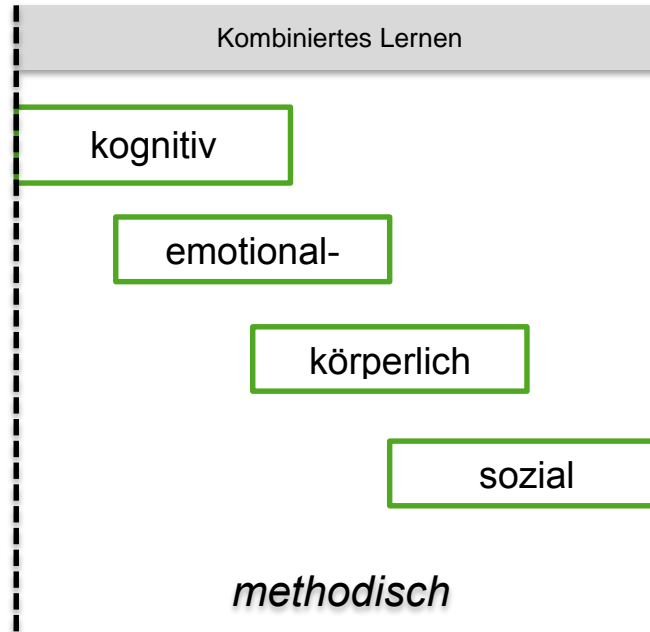 Kombiniertes Lernen
kognitiv
emotional-
körperlich
sozial
methodisch